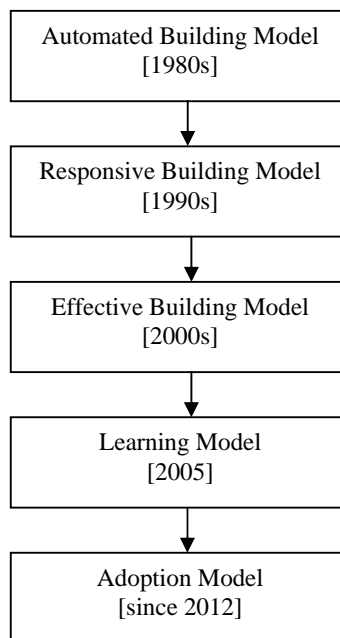 Automated Building Model
[1980s]
Responsive Building Model
[1990s]
Effective Building Model
[2000s]
Learning Model
[2005]
Adoption Model
[since 2012]